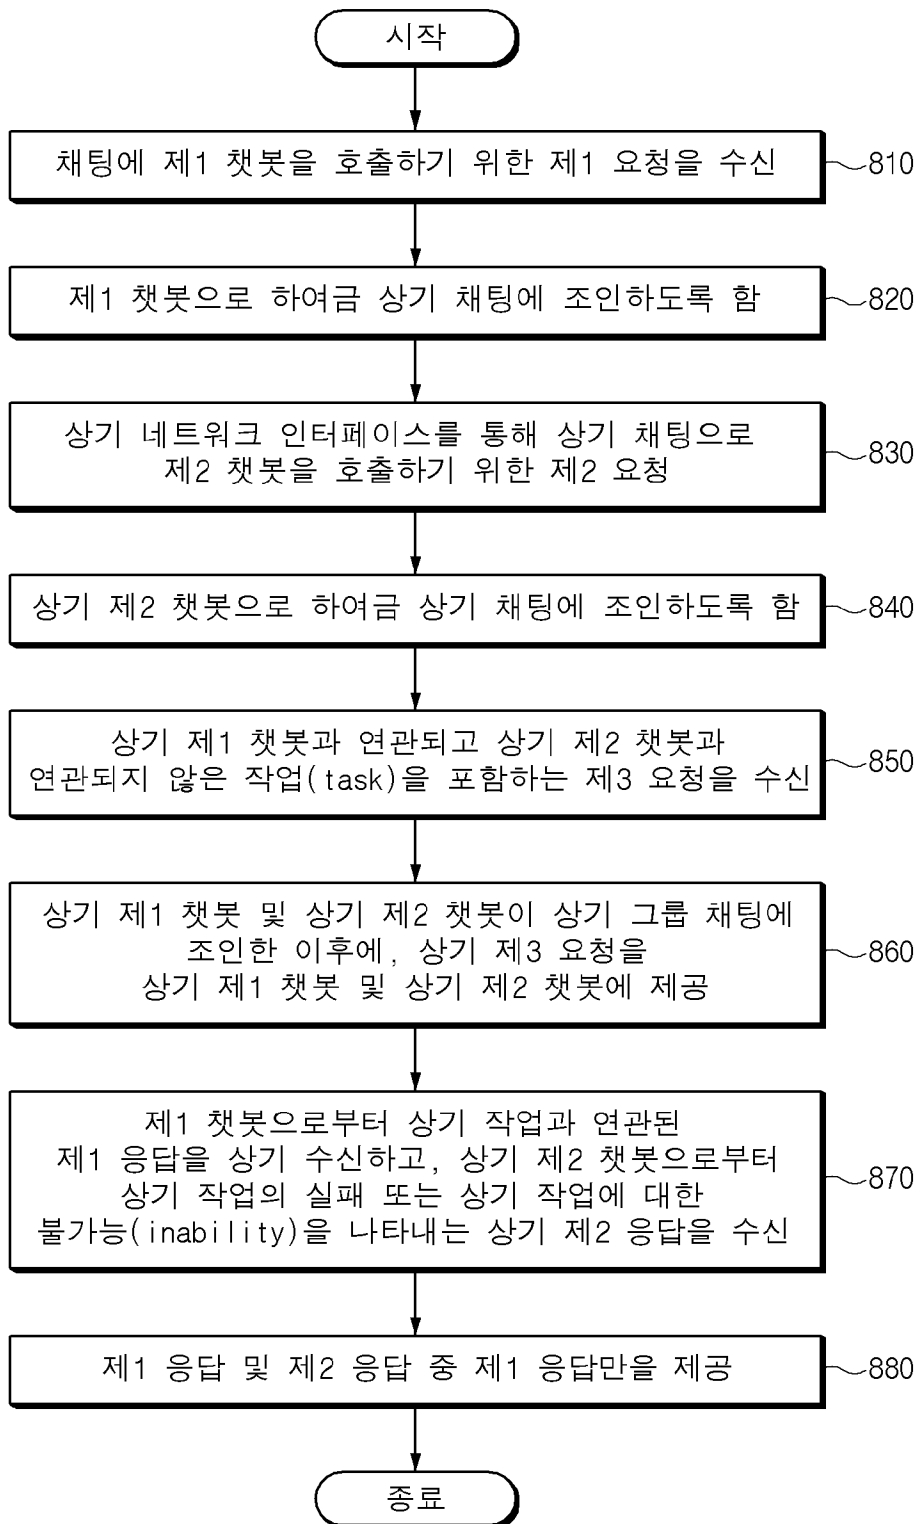 시작
채팅에 제1 챗봇을 호출하기 위한 제1 요청을 수신
810
제1 챗봇으로 하여금 상기 채팅에 조인하도록 함
820
상기 네트워크 인터페이스를 통해 상기 채팅으로
제2 챗봇을 호출하기 위한 제2 요청
830
상기 제2 챗봇으로 하여금 상기 채팅에 조인하도록 함
840
상기 제1 챗봇과 연관되고 상기 제2 챗봇과
연관되지 않은 작업(task)을 포함하는 제3 요청을 수신
850
상기 제1 챗봇 및 상기 제2 챗봇이 상기 그룹 채팅에
조인한 이후에, 상기 제3 요청을
상기 제1 챗봇 및 상기 제2 챗봇에 제공
860
제1 챗봇으로부터 상기 작업과 연관된
제1 응답을 상기 수신하고, 상기 제2 챗봇으로부터
상기 작업의 실패 또는 상기 작업에 대한
불가능(inability)을 나타내는 상기 제2 응답을 수신
870
제1 응답 및 제2 응답 중 제1 응답만을 제공
880
종료